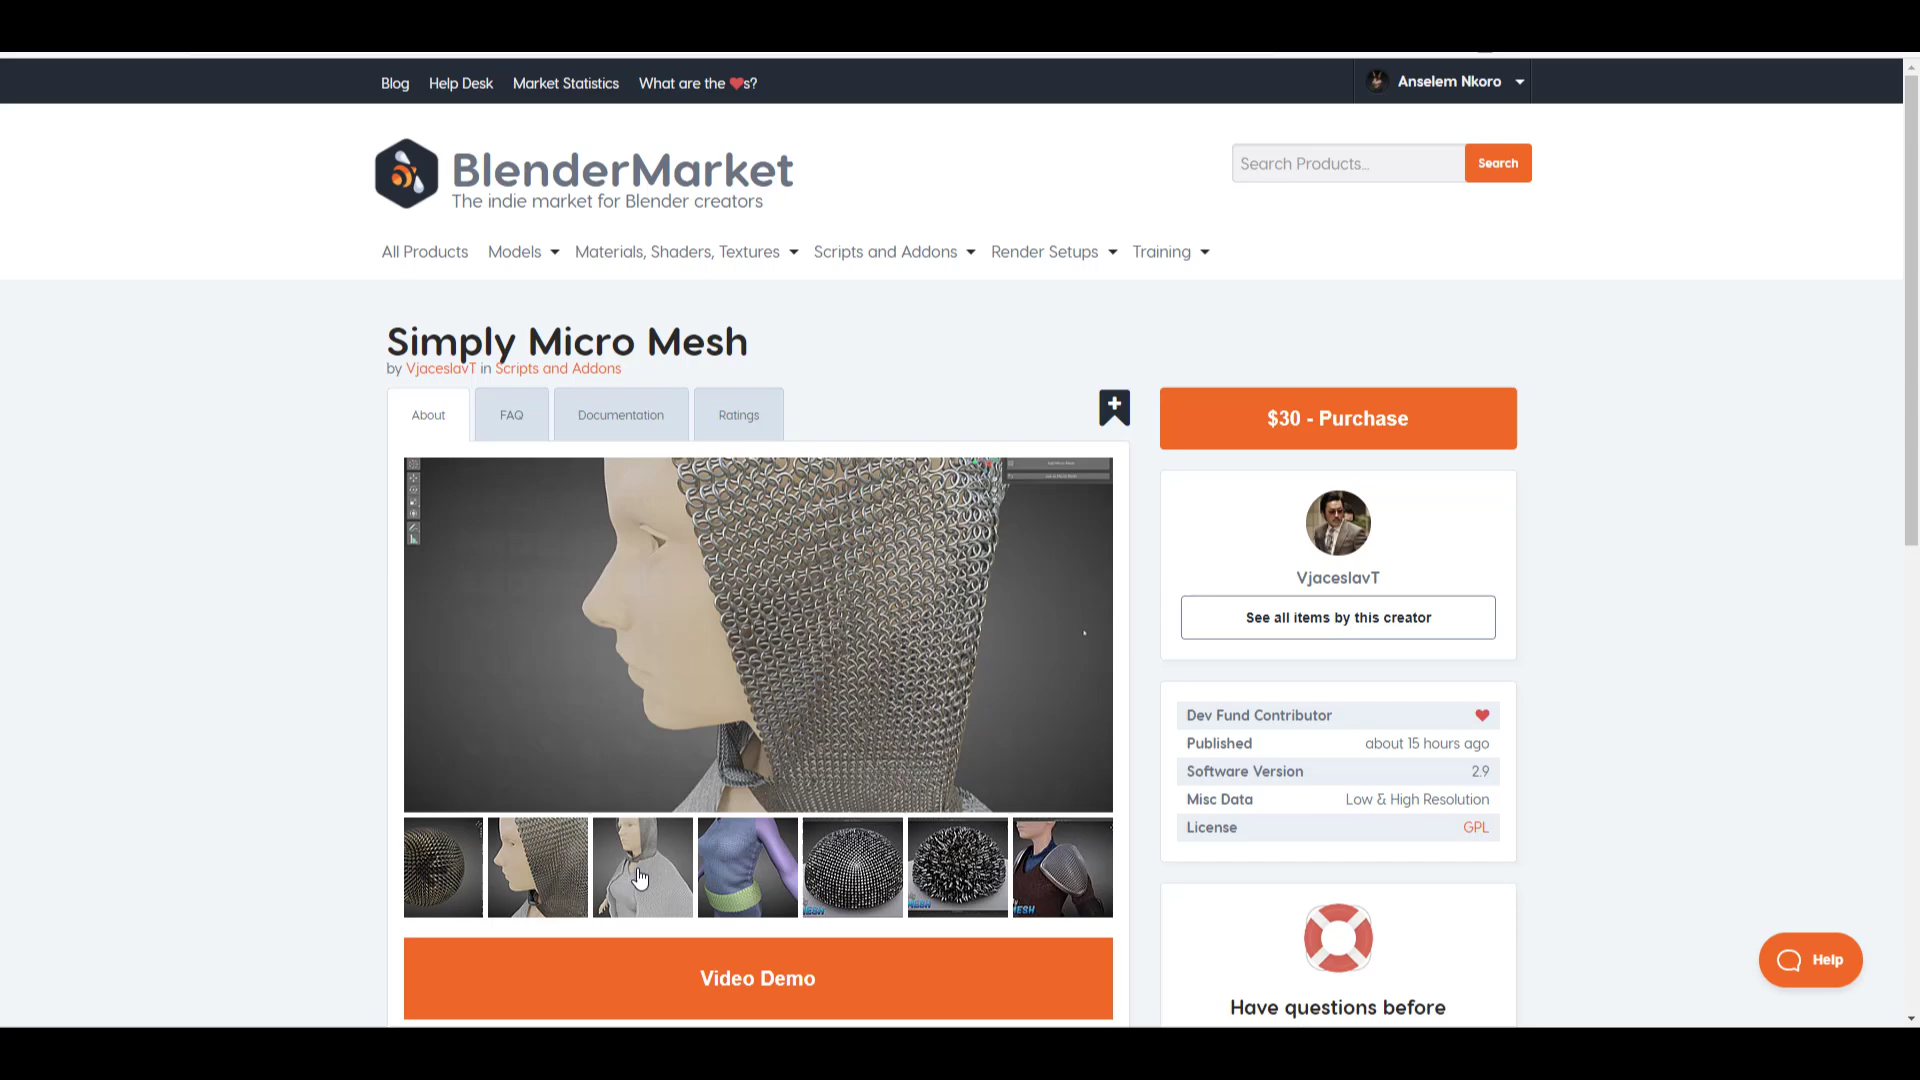 Blog Help Desk Market Statistics What are the ❤s?
Anselem Nkoro
BlenderMarket
The indie market for Blender creators
Search Products...
Search
All Products Models Materials, Shaders, Textures Scripts and Addons Render Setups Training
Simply Micro Mesh
by VjaceslavT in Scripts and Addons
About FAQ Documentation Ratings
$30 - Purchase
VjaceslavT
See all items by this creator
Dev Fund Contributor
Published about 15 hours ago
Software Version 2.9
Misc Data Low & High Resolution
License GPL
MESH
MESH
MESH
Video Demo
Have questions before
Help